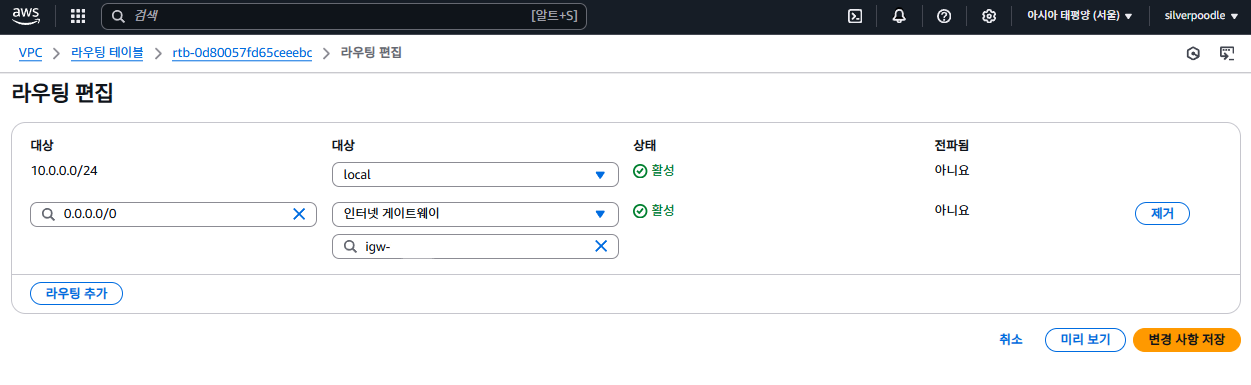 aws
검색 [알트+S] 아시아 태평양 (서울) silverpoodle
VPC 라우팅 테이블 rtb-0d80057fd65ceeebc 라우팅 편집
라우팅 편집
대상 대상 상태 전파됨
10.0.0.0/24 local 활성 아니요
0.0.0.0/0 인터넷 게이트웨이 활성 아니요 제거
igw-
라우팅 추가
취소 미리 보기 변경 사항 저장